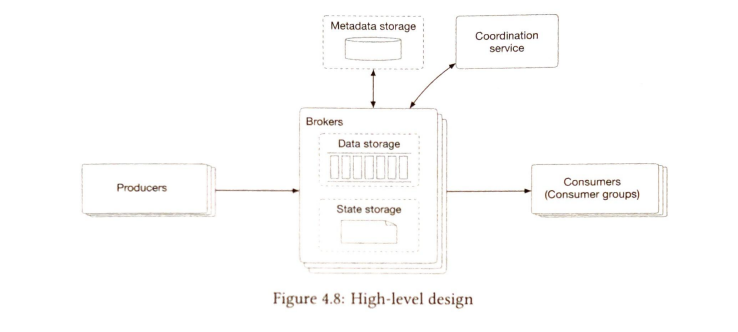 Metadata storage
Coordination
service
Brokers
Data storage
Producers
Consumers
(Consumer groups)
State storage
Figure 4.8: High-level design